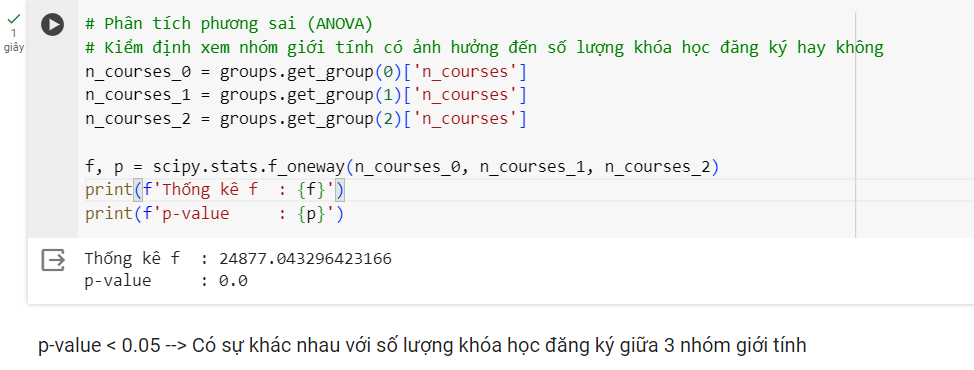 1
giây
# Phân tích phương sai (ANOVA)
# Kiểm định xem nhóm giới tính có ảnh hưởng đến số lượng khóa học đăng ký hay không
n_courses_0 = groups.get_group(0)['n_courses']
n_courses_1 = groups.get_group(1)['n_courses']
n_courses_2 = groups.get_group(2)['n_courses']
f, p = scipy.stats.f_oneway(n_courses_0, n_courses_1, n_courses_2)
print(f'Thống kê f  : {f}')
print(f'p-value     : {p}')
Thống kê f  : 24877.043296423166
p-value     : 0.0
p-value < 0.05 --> Có sự khác nhau với số lượng khóa học đăng ký giữa 3 nhóm giới tính